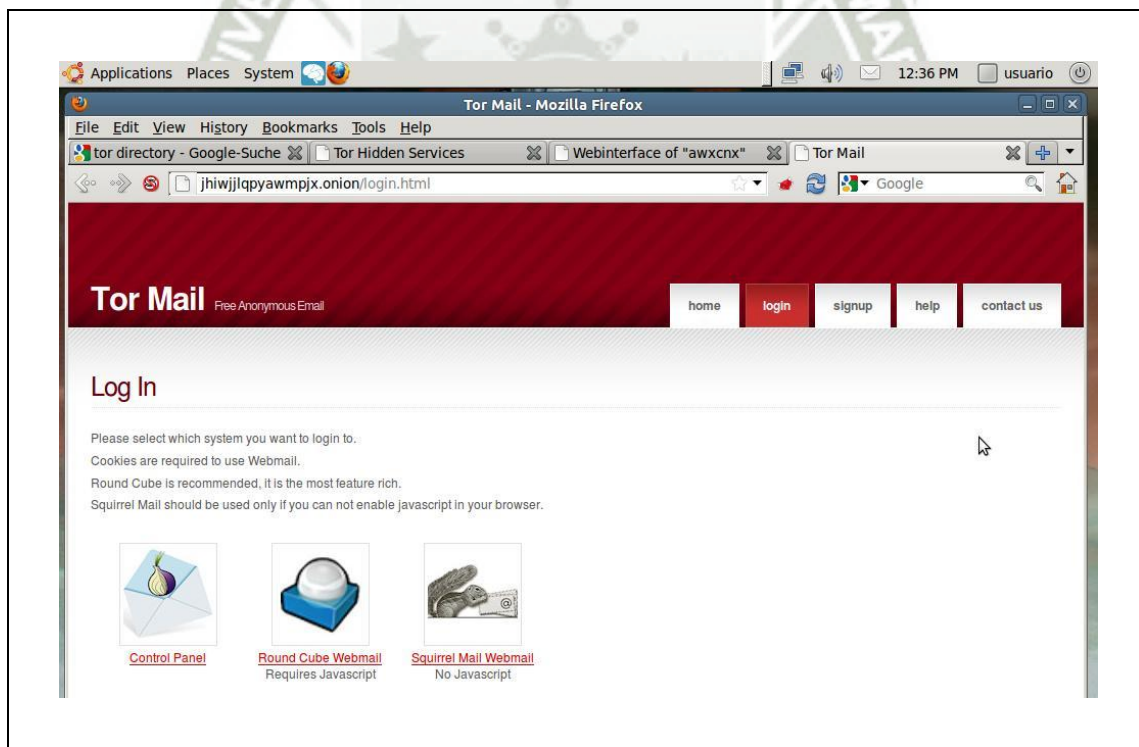 Applications Places System 12:36 PM usuario
Tor Mail - Mozilla Firefox
File Edit View History Bookmarks Tools Help
tor directory - Google-Suche Tor Hidden Services Webinterface of "awxcnx" Tor Mail
jhiwjjlqpyawmpjx.onion/login.html Google
Tor Mail Free Anonymous Email
home login signup help contact us
Log In
Please select which system you want to login to.
Cookies are required to use Webmail.
Round Cube is recommended, it is the most feature rich.
Squirrel Mail should be used only if you can not enable javascript in your browser.
@
Control Panel Round Cube Webmail Squirrel Mail Webmail
Requires Javascript No Javascript